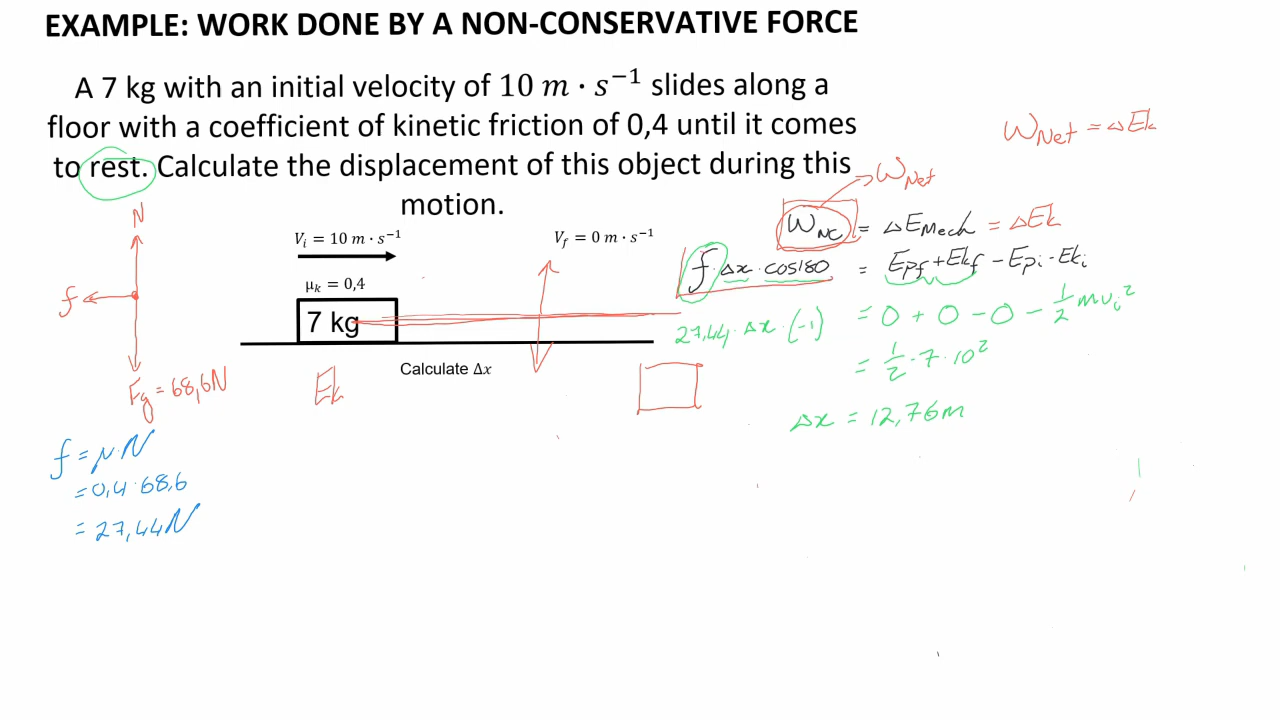 EXAMPLE: WORK DONE BY A NON-CONSERVATIVE FORCE
A 7 kg with an initial velocity of 10 m · s⁻¹ slides along a
floor with a coefficient of kinetic friction of 0,4 until it comes
to rest. Calculate the displacement of this object during this
motion.
W_Net = ΔEk
W_Net
N
f
Fg = 68,6N
V_i = 10 m · s⁻¹
V_f = 0 m · s⁻¹
μ_k = 0,4
7 kg
Calculate Δx
Ek
W_NC = ΔEMech = ΔEk
f · Δx · cos180 = Epf + Ekf - Epi - Eki
27,44 · Δx · (-1) = 0 + 0 - 0 - ½mvi²
= ½ · 7 · 10²
Δx = 12,76m
f = μ · N
= 0,4 · 68,6
= 27,44N